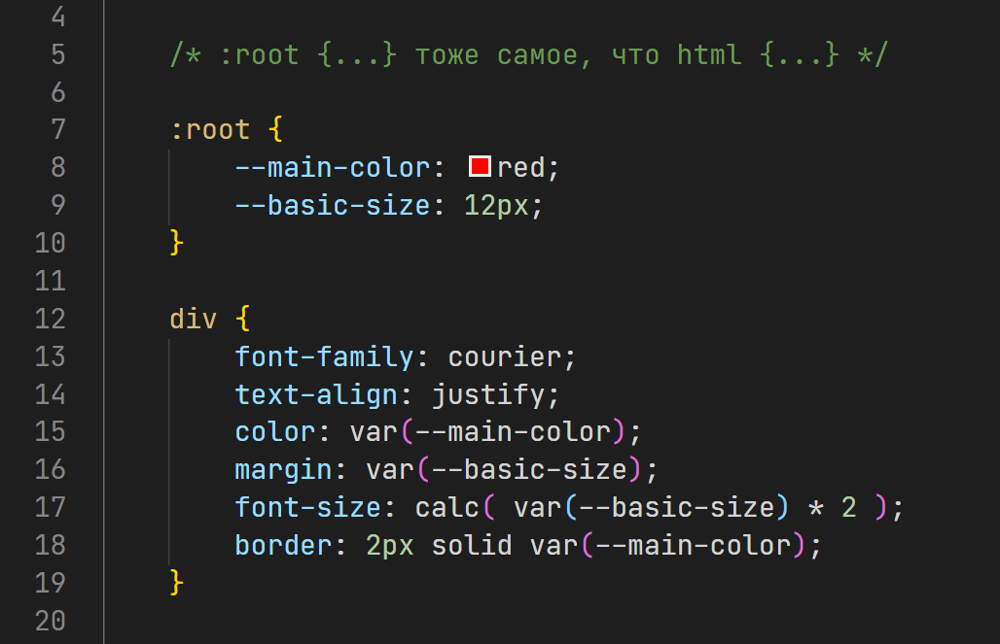 4
5 /* :root {...} тоже самое, что html {...} */
6
7 :root {
8 --main-color: red;
9 --basic-size: 12px;
10 }
11
12 div {
13 font-family: courier;
14 text-align: justify;
15 color: var(--main-color);
16 margin: var(--basic-size);
17 font-size: calc( var(--basic-size) * 2 );
18 border: 2px solid var(--main-color);
19 }
20